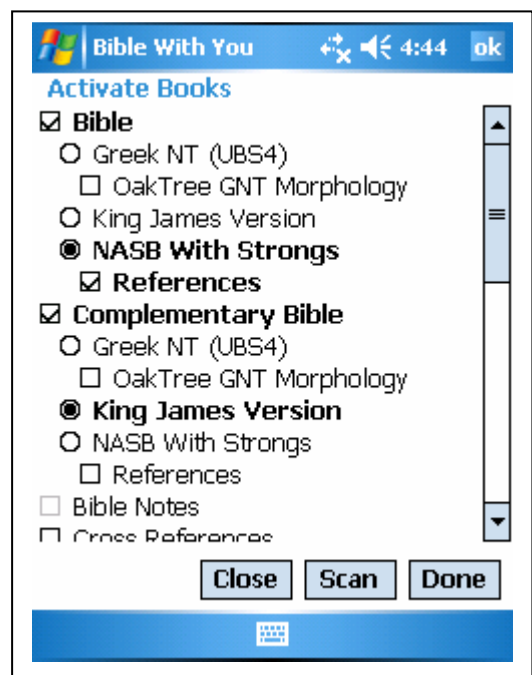 Bible With You 4:44 ok
Activate Books
Bible
Greek NT (UBS4)
OakTree GNT Morphology
King James Version
NASB With Strongs
References
Complementary Bible
Greek NT (UBS4)
OakTree GNT Morphology
King James Version
NASB With Strongs
References
Bible Notes
Cross References
Close Scan Done